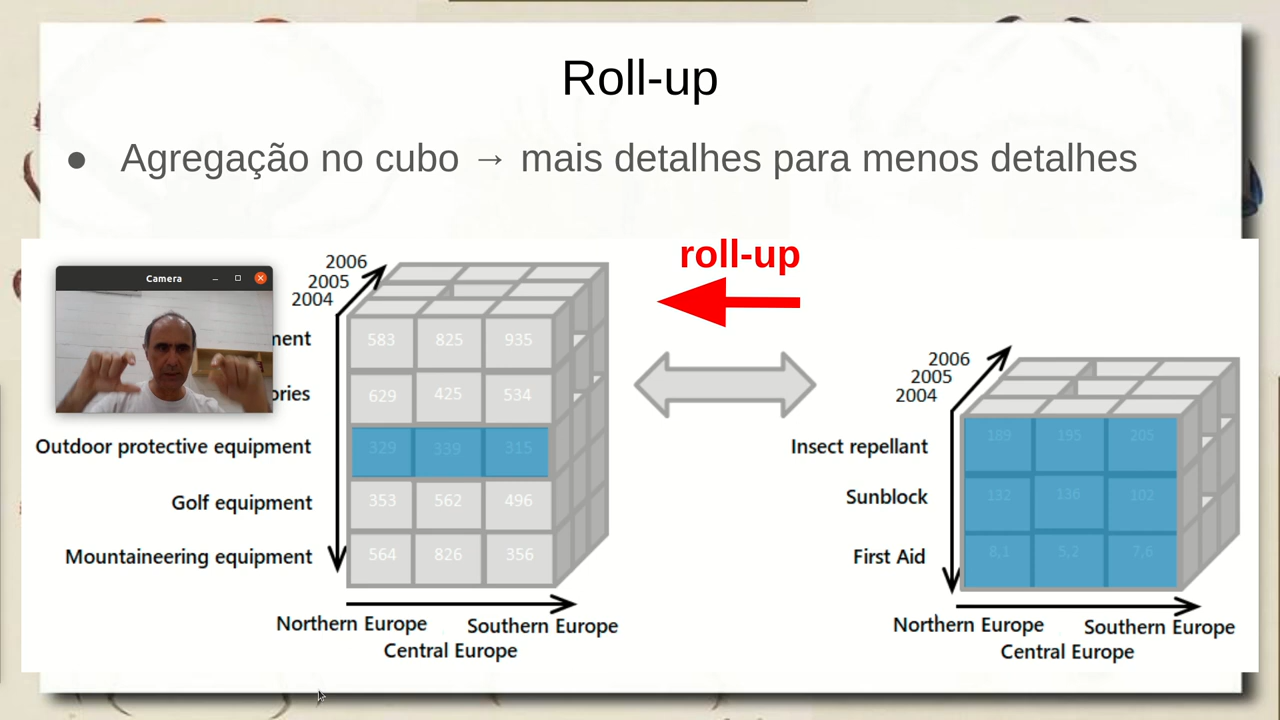 Roll-up
● Agregação no cubo → mais detalhes para menos detalhes
roll-up
Camera
2006
2005
2004
ment
ories
Outdoor protective equipment
Golf equipment
Mountaineering equipment
583 825 935
629 425 534
329 339 315
353 562 496
564 826 356
Northern Europe
Central Europe
Southern Europe
2006
2005
2004
Insect repellant
Sunblock
First Aid
189 195 205
132 136 102
8,1 5,2 7,6
Northern Europe
Central Europe
Southern Europe